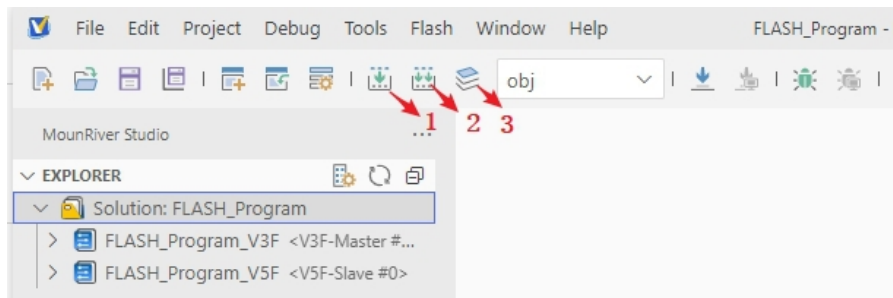 File Edit Project Debug Tools Flash Window Help FLASH_Program -
obj
1 2 3
MounRiver Studio ...
EXPLORER
Solution: FLASH_Program
FLASH_Program_V3F <V3F-Master #...
FLASH_Program_V5F <V5F-Slave #0>